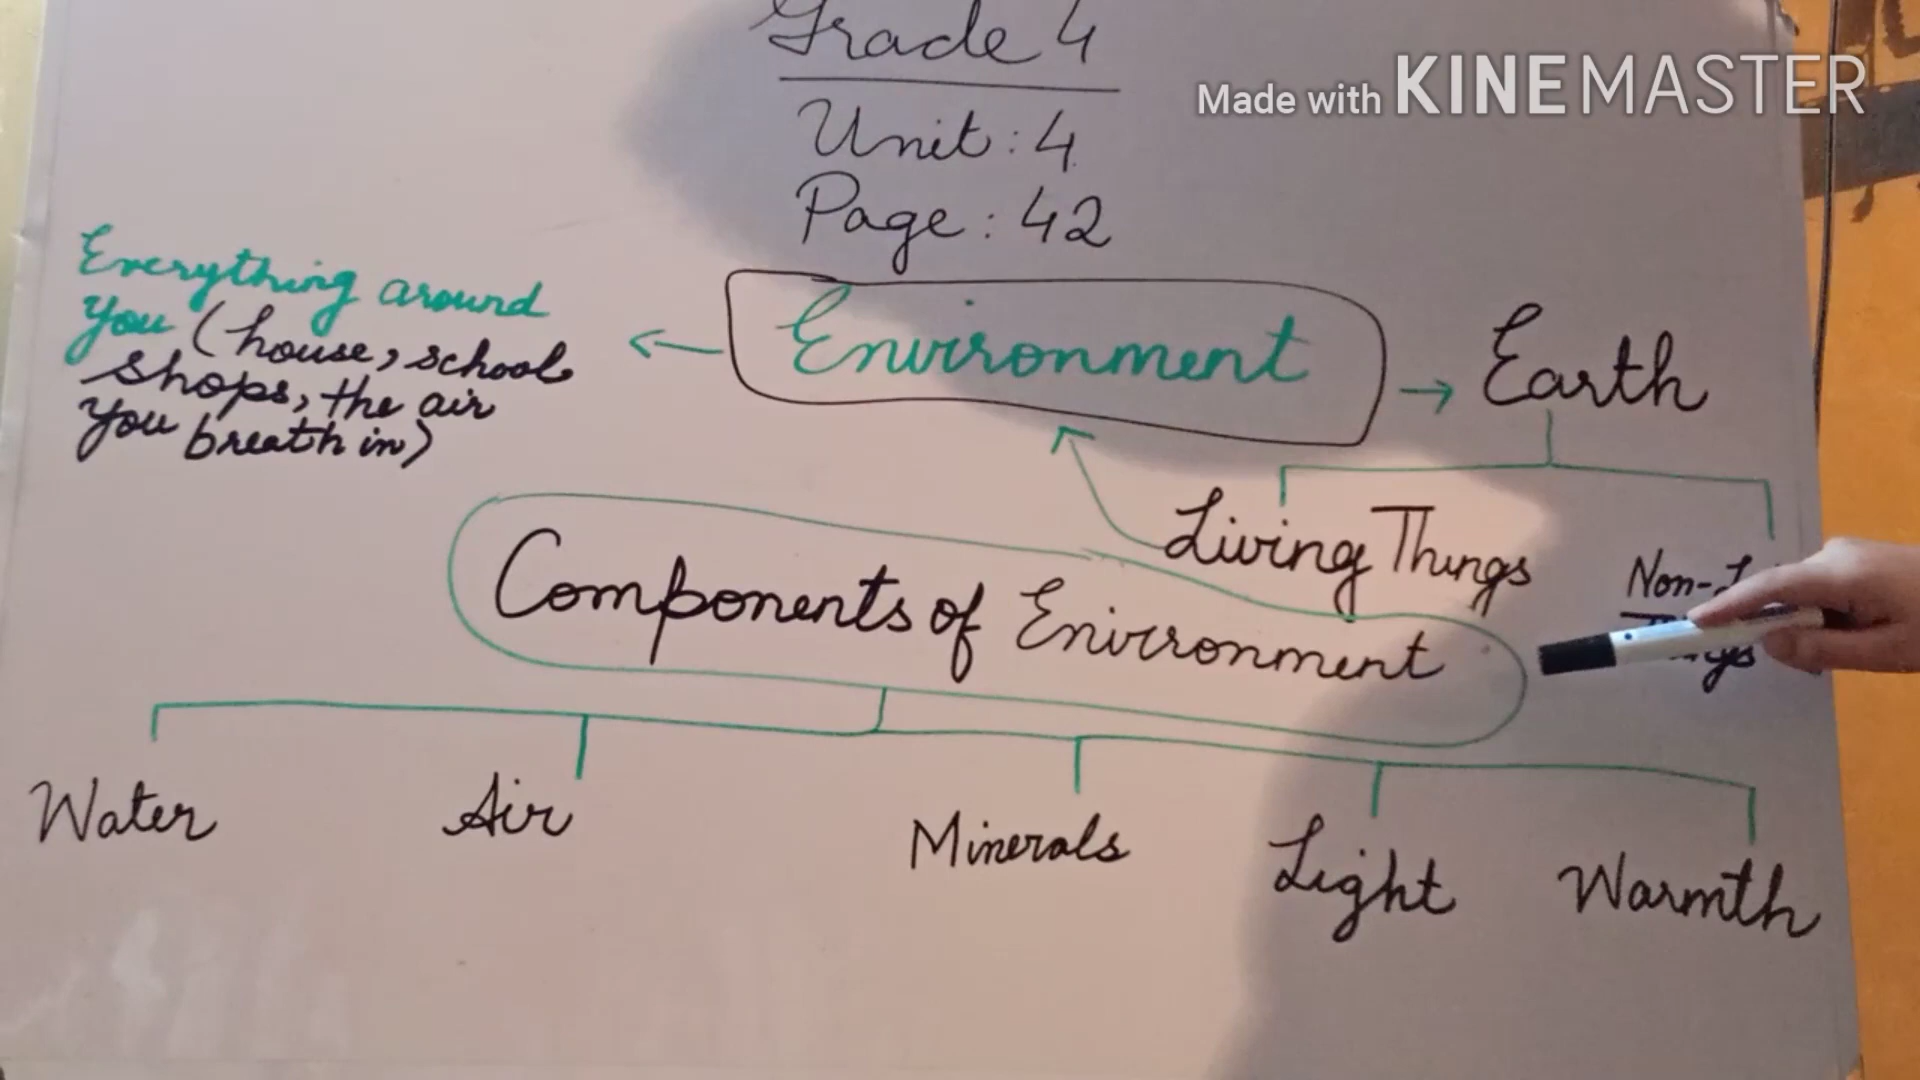 Grade 4
Made with KINEMASTER
Unit: 4
Page: 42
Everything around
you (house, school
shops, the air
you breath in)
Environment
Earth
Living Things
Non-
Components of Enivronment
Water
Air
Minerals
Light
Warmth